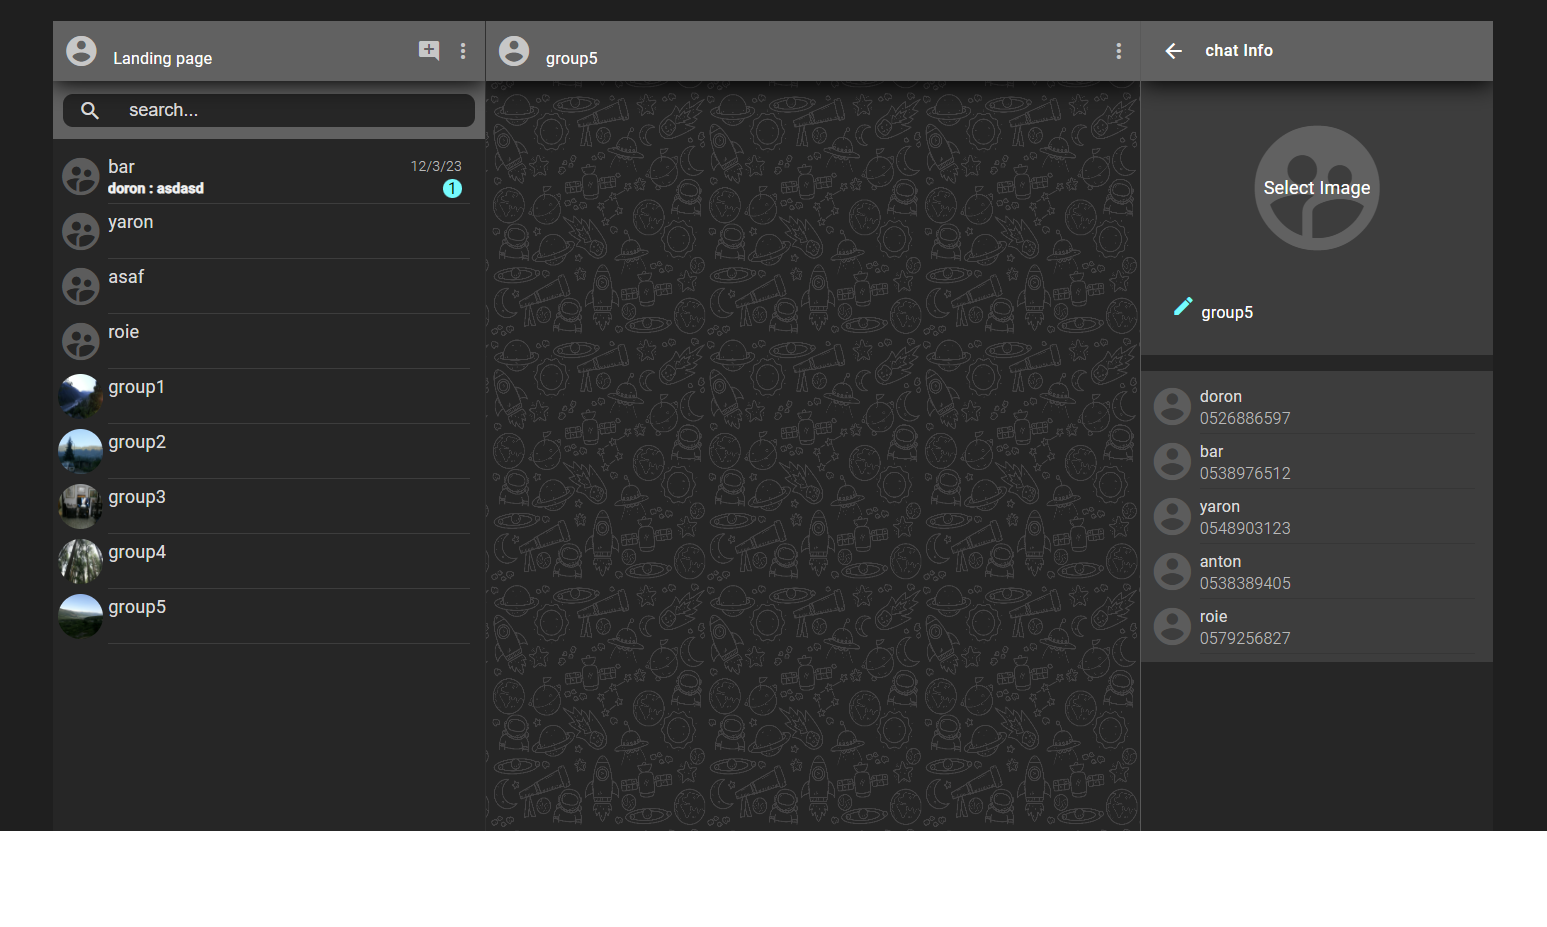 Landing page
search...
bar
12/3/23
doron : asdasd
1
yaron
asaf
roie
group1
group2
group3
group4
group5
group5
chat Info
Select Image
group5
doron
0526886597
bar
0538976512
yaron
0548903123
anton
0538389405
roie
0579256827